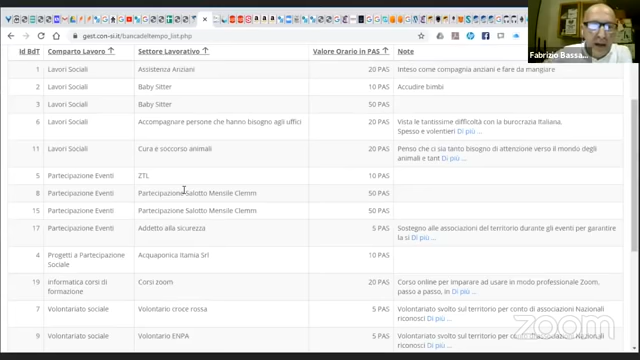 gest.con-si.it/bancadeltempo_list.php
Fabrizio Bassa...
Id BdT Comparto Lavoro Settore Lavorativo Valore Orario in PAS Note
1 Lavori Sociali Assistenza Anziani 20 PAS Inteso come compagnia anziani e fare da mangiare
2 Lavori Sociali Baby Sitter 10 PAS Accudire bimbi
3 Lavori Sociali Baby Sitter 50 PAS
6 Lavori Sociali Accompagnare persone che hanno bisogno agli uffici 20 PAS Vista le tantissime difficoltà con la burocrazia Italiana.
Spesso e volentieri Di più ...
11 Lavori Sociali Cura e soccorso animali 20 PAS Penso che ci sia tanto bisogno di attenzione verso il mondo degli
animali e tant Di più ...
5 Partecipazione Eventi ZTL 10 PAS
8 Partecipazione Eventi Partecipazione Salotto Mensile Clemm 50 PAS
15 Partecipazione Eventi Partecipazione Salotto Mensile Clemm 50 PAS
17 Partecipazione Eventi Addetto alla sicurezza 5 PAS Sostegno alle associazioni del territorio durante gli eventi per garantire
la si Di più ...
4 Progetti a Partecipazione
Sociale Acquaponica Itamia Srl 10 PAS
19 informatica corsi di
formazione Corsi zoom 20 PAS Corso online per imparare ad usare in modo professionale Zoom,
passo a passo, in Di più ...
7 Volontariato sociale Volontario croce rossa 5 PAS Volontariato svolto sul territorio per conto di associazioni Nazionali
riconosci Di più ...
9 Volontariato sociale Volontario ENPA 5 PAS Volontariato svolto sul territorio per conto di associazioni Nazionali
riconosci Di più ...
zoom